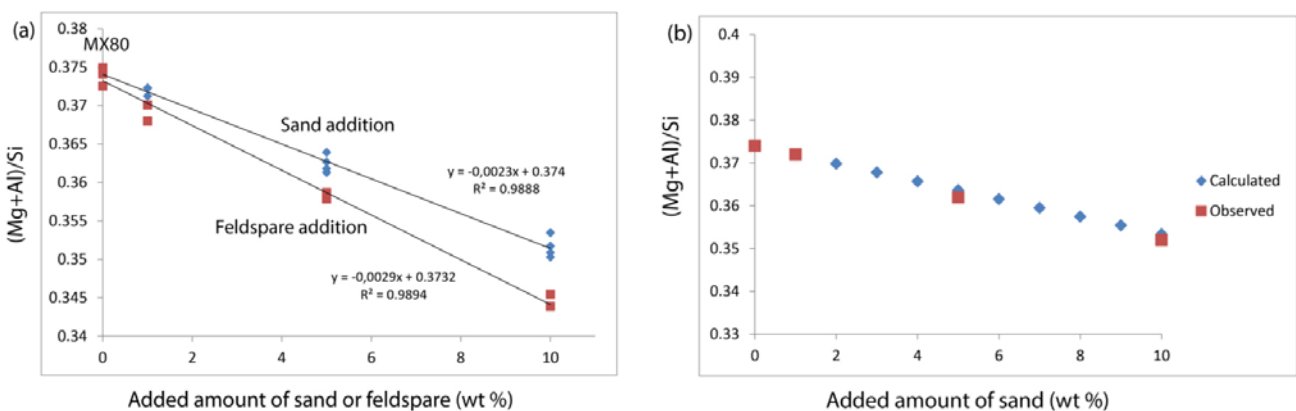 (a)
0.38
0.375
0.37
0.365
0.36
0.355
0.35
0.345
0.34
(Mg+Al)/Si
MX80
Sand addition
y = -0,0023x + 0.374
R² = 0.9888
Feldspare addition
y = -0,0029x + 0.3732
R² = 0.9894
0 2 4 6 8 10
Added amount of sand or feldspare (wt %)
(b)
0.4
0.39
0.38
0.37
0.36
0.35
0.34
0.33
(Mg+Al)/Si
Calculated
Observed
0 2 4 6 8 10
Added amount of sand (wt %)